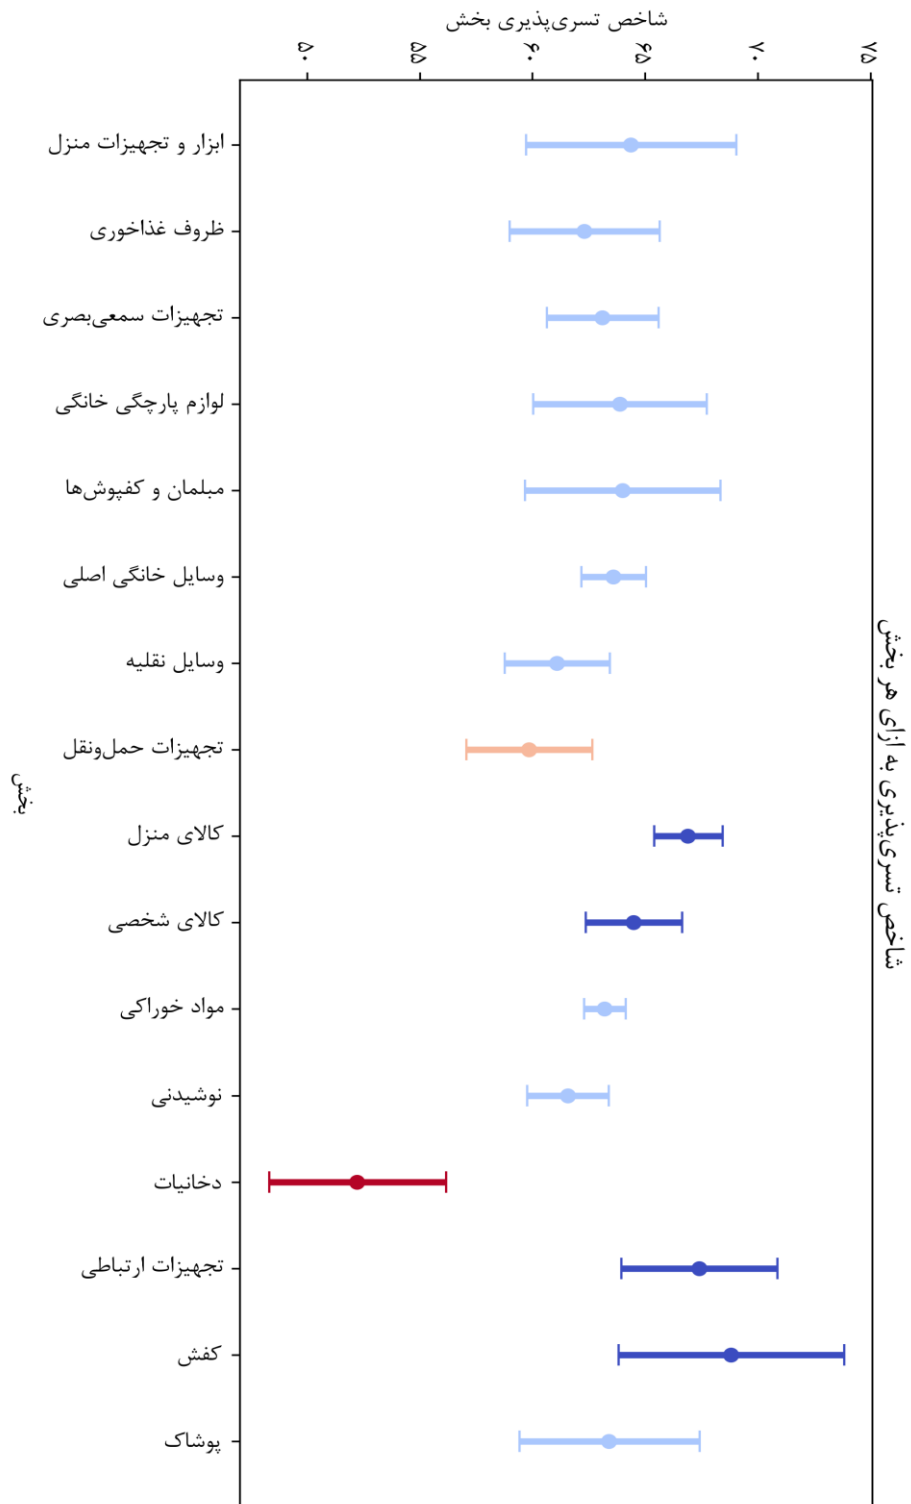 شاخص تسری‌پذیری بخش
۵۰
۵۵
۶۰
۶۵
۷۰
۷۵
ابزار و تجهیزات منزل
ظروف غذاخوری
تجهیزات سمعی‌بصری
لوازم پارچگی خانگی
مبلمان و کفپوش‌ها
وسایل خانگی اصلی
وسایل نقلیه
تجهیزات حمل‌ونقل
کالای منزل
کالای شخصی
مواد خوراکی
نوشیدنی
دخانیات
تجهیزات ارتباطی
کفش
پوشاک
بخش
شاخص تسری‌پذیری به ازای هر بخش